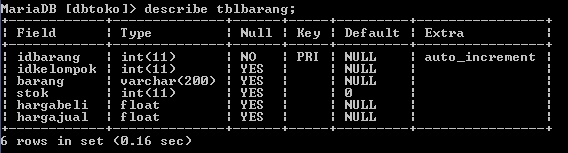 MariaDB [dbtoko]> describe tblbarang;
+------------+--------------+------+-----+---------+----------------+
| Field      | Type         | Null | Key | Default | Extra          |
+------------+--------------+------+-----+---------+----------------+
| idbarang   | int(11)      | NO   | PRI | NULL    | auto_increment |
| idkelompok | int(11)      | YES  |     | NULL    |                |
| barang     | varchar(200) | YES  |     | NULL    |                |
| stok       | int(11)      | YES  |     | 0       |                |
| hargabeli  | float        | YES  |     | NULL    |                |
| hargajual  | float        | YES  |     | NULL    |                |
+------------+--------------+------+-----+---------+----------------+
6 rows in set (0.16 sec)